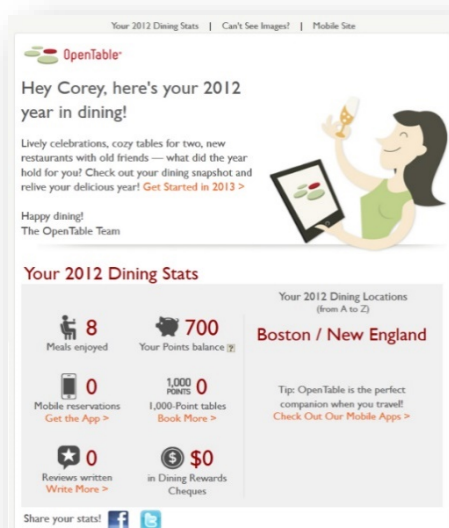 Your 2012 Dining Stats | Can't See Images? | Mobile Site
OpenTable
Hey Corey, here's your 2012
year in dining!
Lively celebrations, cozy tables for two, new
restaurants with old friends — what did the year
hold for you? Check out your dining snapshot and
relive your delicious year! Get Started in 2013 >
Happy dining!
The OpenTable Team
Your 2012 Dining Stats
8
Meals enjoyed
700
Your Points balance ?
Your 2012 Dining Locations
(from A to Z)
Boston / New England
0
Mobile reservations
Get the App >
1,000
POINTS
0
1,000-Point tables
Book More >
Tip: OpenTable is the perfect
companion when you travel!
Check Out Our Mobile Apps >
0
Reviews written
Write More >
$ $0
in Dining Rewards
Cheques
Share your stats! f t